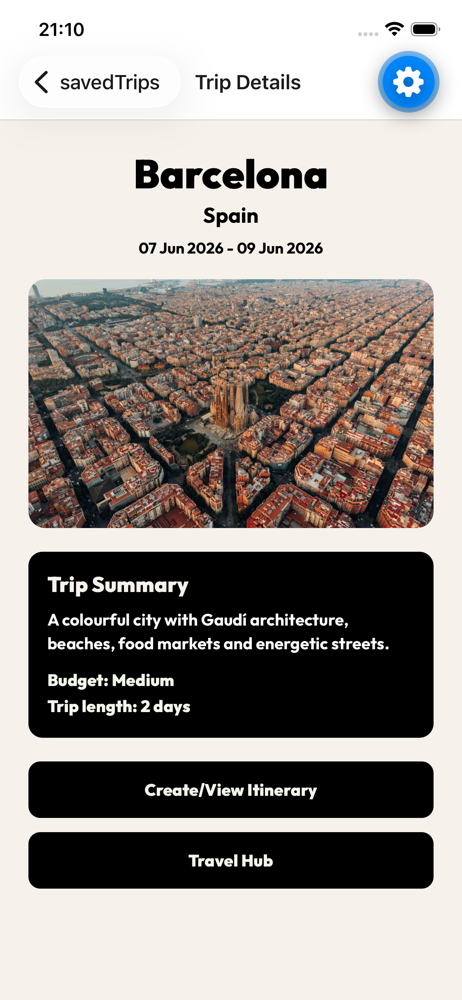 21:10
savedTrips
Trip Details
Barcelona
Spain
07 Jun 2026 - 09 Jun 2026
Trip Summary
A colourful city with Gaudí architecture,
beaches, food markets and energetic streets.
Budget: Medium
Trip length: 2 days
Create/View Itinerary
Travel Hub